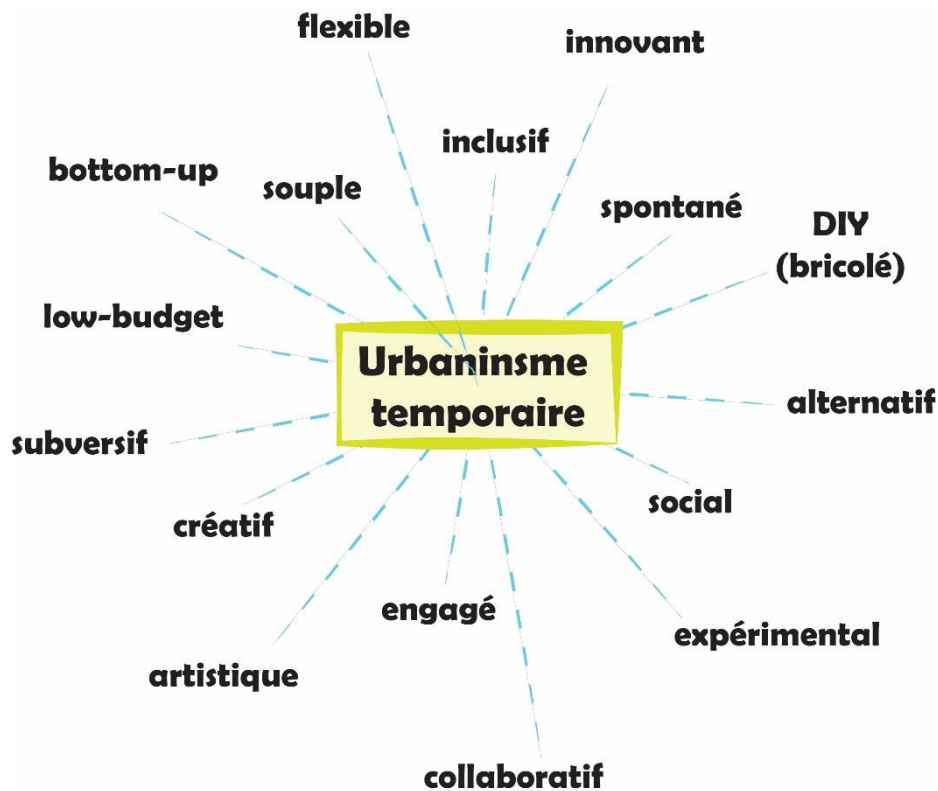 flexible
innovant
inclusif
bottom-up
souple
spontané
DIY
(bricolé)
low-budget
Urbaninsme
temporaire
alternatif
subversif
social
créatif
engagé
expérimental
artistique
collaboratif